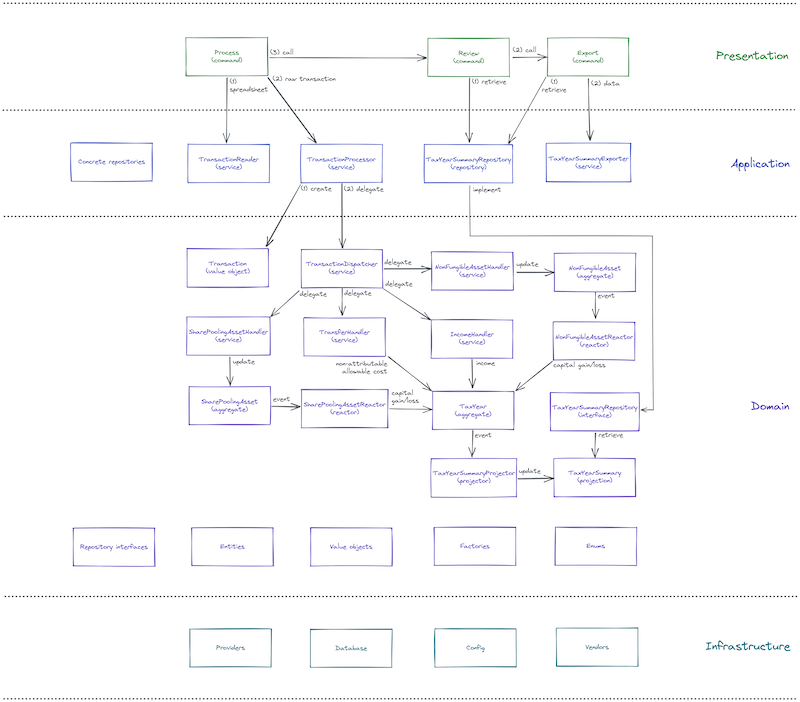 Process
(command)
(3) call
Review
(command)
(2) call
Export
(command)
Presentation
(1)
spreadsheet
(2) raw transaction
(1) retrieve
(1)
retrieve
(2) data
Concrete repositories
TransactionReader
(service)
TransactionProcessor
(service)
TaxYearSummaryRepository
(repository)
TaxYearSummaryExporter
(service)
Application
(1) create
(2) delegate
implement
Transaction
(value object)
TransactionDispatcher
(service)
delegate
NonFungibleAssetHandler
(service)
update
NonFungibleAsset
(aggregate)
delegate
delegate
delegate
event
SharePoolingAssetHandler
(service)
TransferHandler
(service)
IncomeHandler
(service)
NonFungibleAssetReactor
(reactor)
update
non-attributable
allowable cost
income
capital gain/loss
SharePoolingAsset
(aggregate)
event
SharePoolingAssetReactor
(reactor)
capital
gain/loss
TaxYear
(aggregate)
TaxYearSummaryRepository
(interface)
Domain
event
retrieve
TaxYearSummaryProjector
(projector)
update
TaxYearSummary
(projection)
Repository interfaces
Entities
Value objects
Factories
Enums
Providers
Database
Config
Vendors
Infrastructure